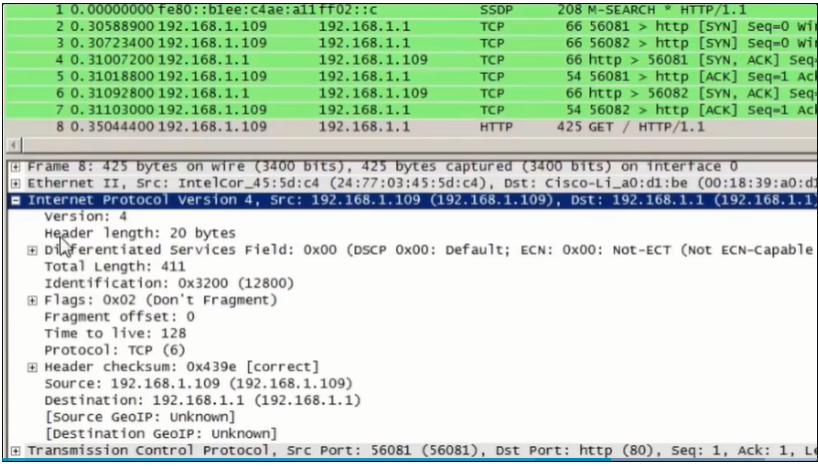 1 0.00000000 fe80::b1ee:c4ae:a11ff02::c SSDP 208 M-SEARCH * HTTP/1.1
2 0.30588900 192.168.1.109 192.168.1.1 TCP 66 56081 > http [SYN] Seq=0 Wi
3 0.30723400 192.168.1.109 192.168.1.1 TCP 66 56082 > http [SYN] Seq=0 Wi
4 0.31007200 192.168.1.1 192.168.1.109 TCP 66 http > 56081 [SYN, ACK] Seq
5 0.31018800 192.168.1.109 192.168.1.1 TCP 54 56081 > http [ACK] Seq=1 A
6 0.31092800 192.168.1.1 192.168.1.109 TCP 66 http > 56082 [SYN, ACK] Seq
7 0.31103000 192.168.1.109 192.168.1.1 TCP 54 56082 > http [ACK] Seq=1 A
8 0.35044400 192.168.1.109 192.168.1.1 HTTP 425 GET / HTTP/1.1
Frame 8: 425 bytes on wire (3400 bits), 425 bytes captured (3400 bits) on interface 0
Ethernet II, Src: IntelCor_45:5d:c4 (24:77:03:45:5d:c4), Dst: Cisco-Li_a0:d1:be (00:18:39:a0:d
Internet Protocol Version 4, Src: 192.168.1.109 (192.168.1.109), Dst: 192.168.1.1 (192.168.1.1
Version: 4
Header length: 20 bytes
Differentiated Services Field: 0x00 (DSCP 0x00: Default; ECN: 0x00: Not-ECT (Not ECN-Capable
Total Length: 411
Identification: 0x3200 (12800)
Flags: 0x02 (Don't Fragment)
Fragment offset: 0
Time to live: 128
Protocol: TCP (6)
Header checksum: 0x439e [correct]
Source: 192.168.1.109 (192.168.1.109)
Destination: 192.168.1.1 (192.168.1.1)
[Source GeoIP: Unknown]
[Destination GeoIP: Unknown]
Transmission Control Protocol, Src Port: 56081 (56081), Dst Port: http (80), Seq: 1, Ack: 1, Le